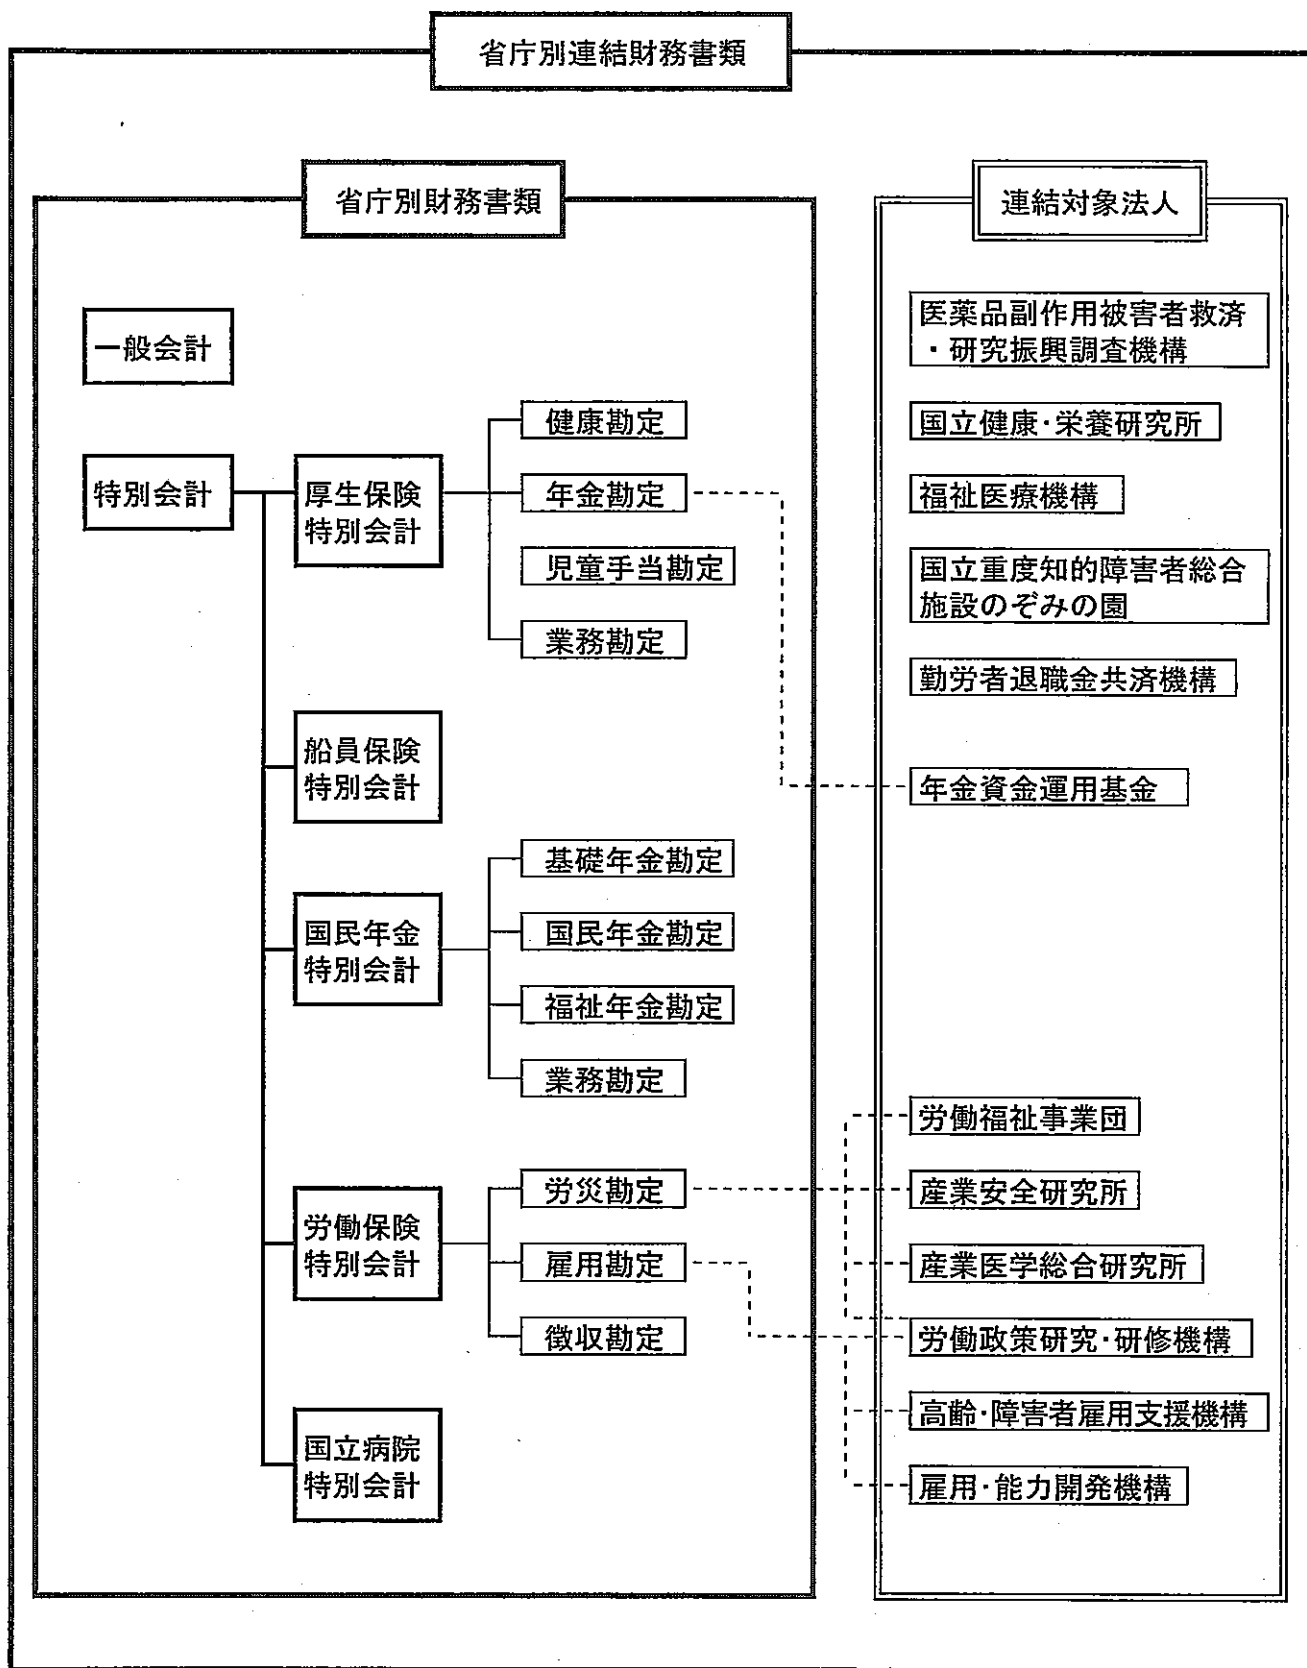 省庁別連結財務書類
省庁別財務書類
一般会計
特別会計
厚生保険
特別会計
健康勘定
年金勘定
児童手当勘定
業務勘定
船員保険
特別会計
国民年金
特別会計
基礎年金勘定
国民年金勘定
福祉年金勘定
業務勘定
労働保険
特別会計
労災勘定
雇用勘定
徴収勘定
国立病院
特別会計
連結対象法人
医薬品副作用被害者救済
・研究振興調査機構
国立健康・栄養研究所
福祉医療機構
国立重度知的障害者総合
施設のぞみの園
勤労者退職金共済機構
年金資金運用基金
労働福祉事業団
産業安全研究所
産業医学総合研究所
労働政策研究・研修機構
高齢・障害者雇用支援機構
雇用・能力開発機構